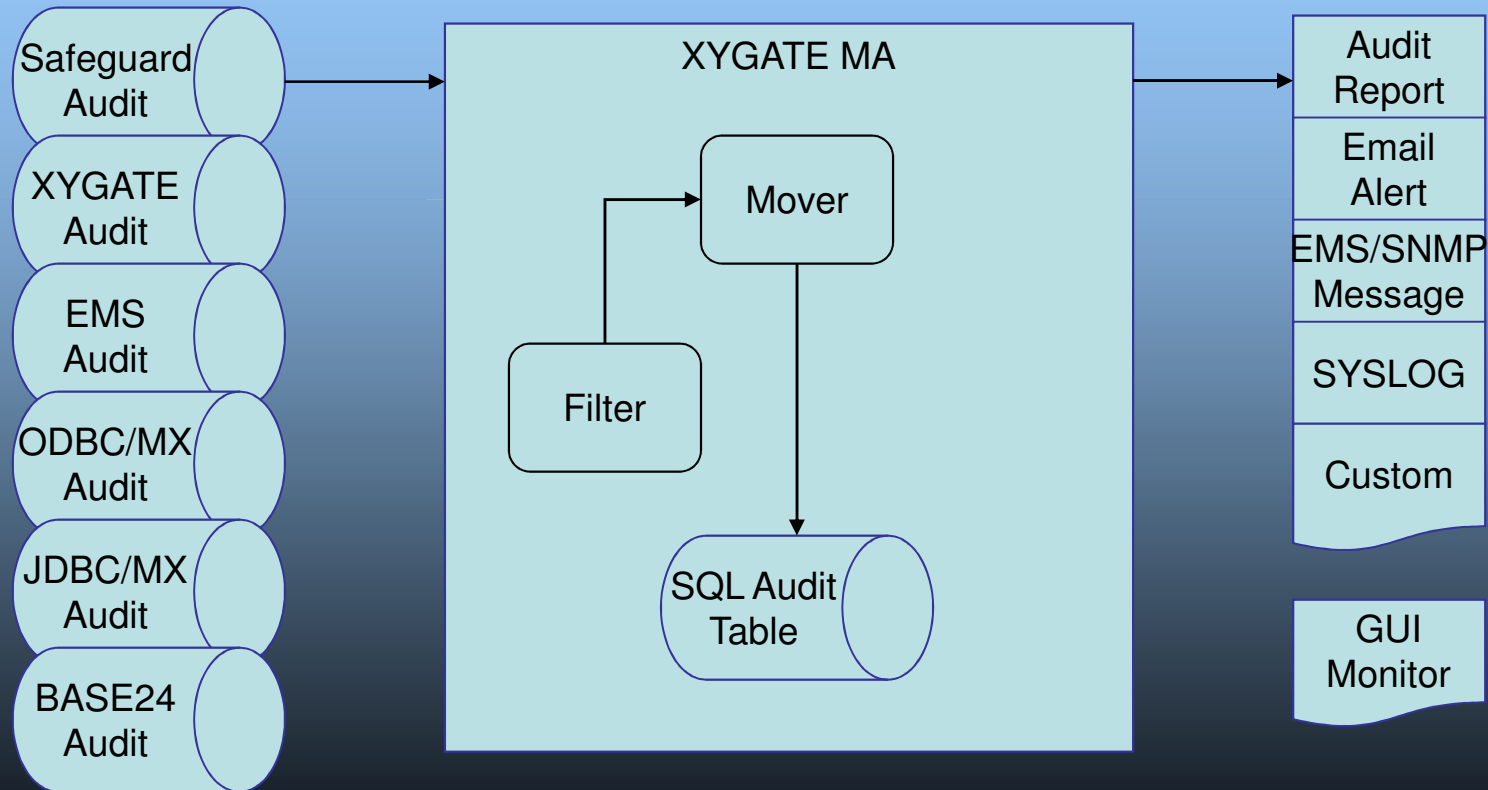 Safeguard
Audit
XYGATE
Audit
EMS
Audit
ODBC/MX
Audit
JDBC/MX
Audit
BASE24
Audit
XYGATE MA
Mover
Filter
SQL Audit
Table
Audit
Report
Email
Alert
EMS/SNMP
Message
SYSLOG
Custom
GUI
Monitor